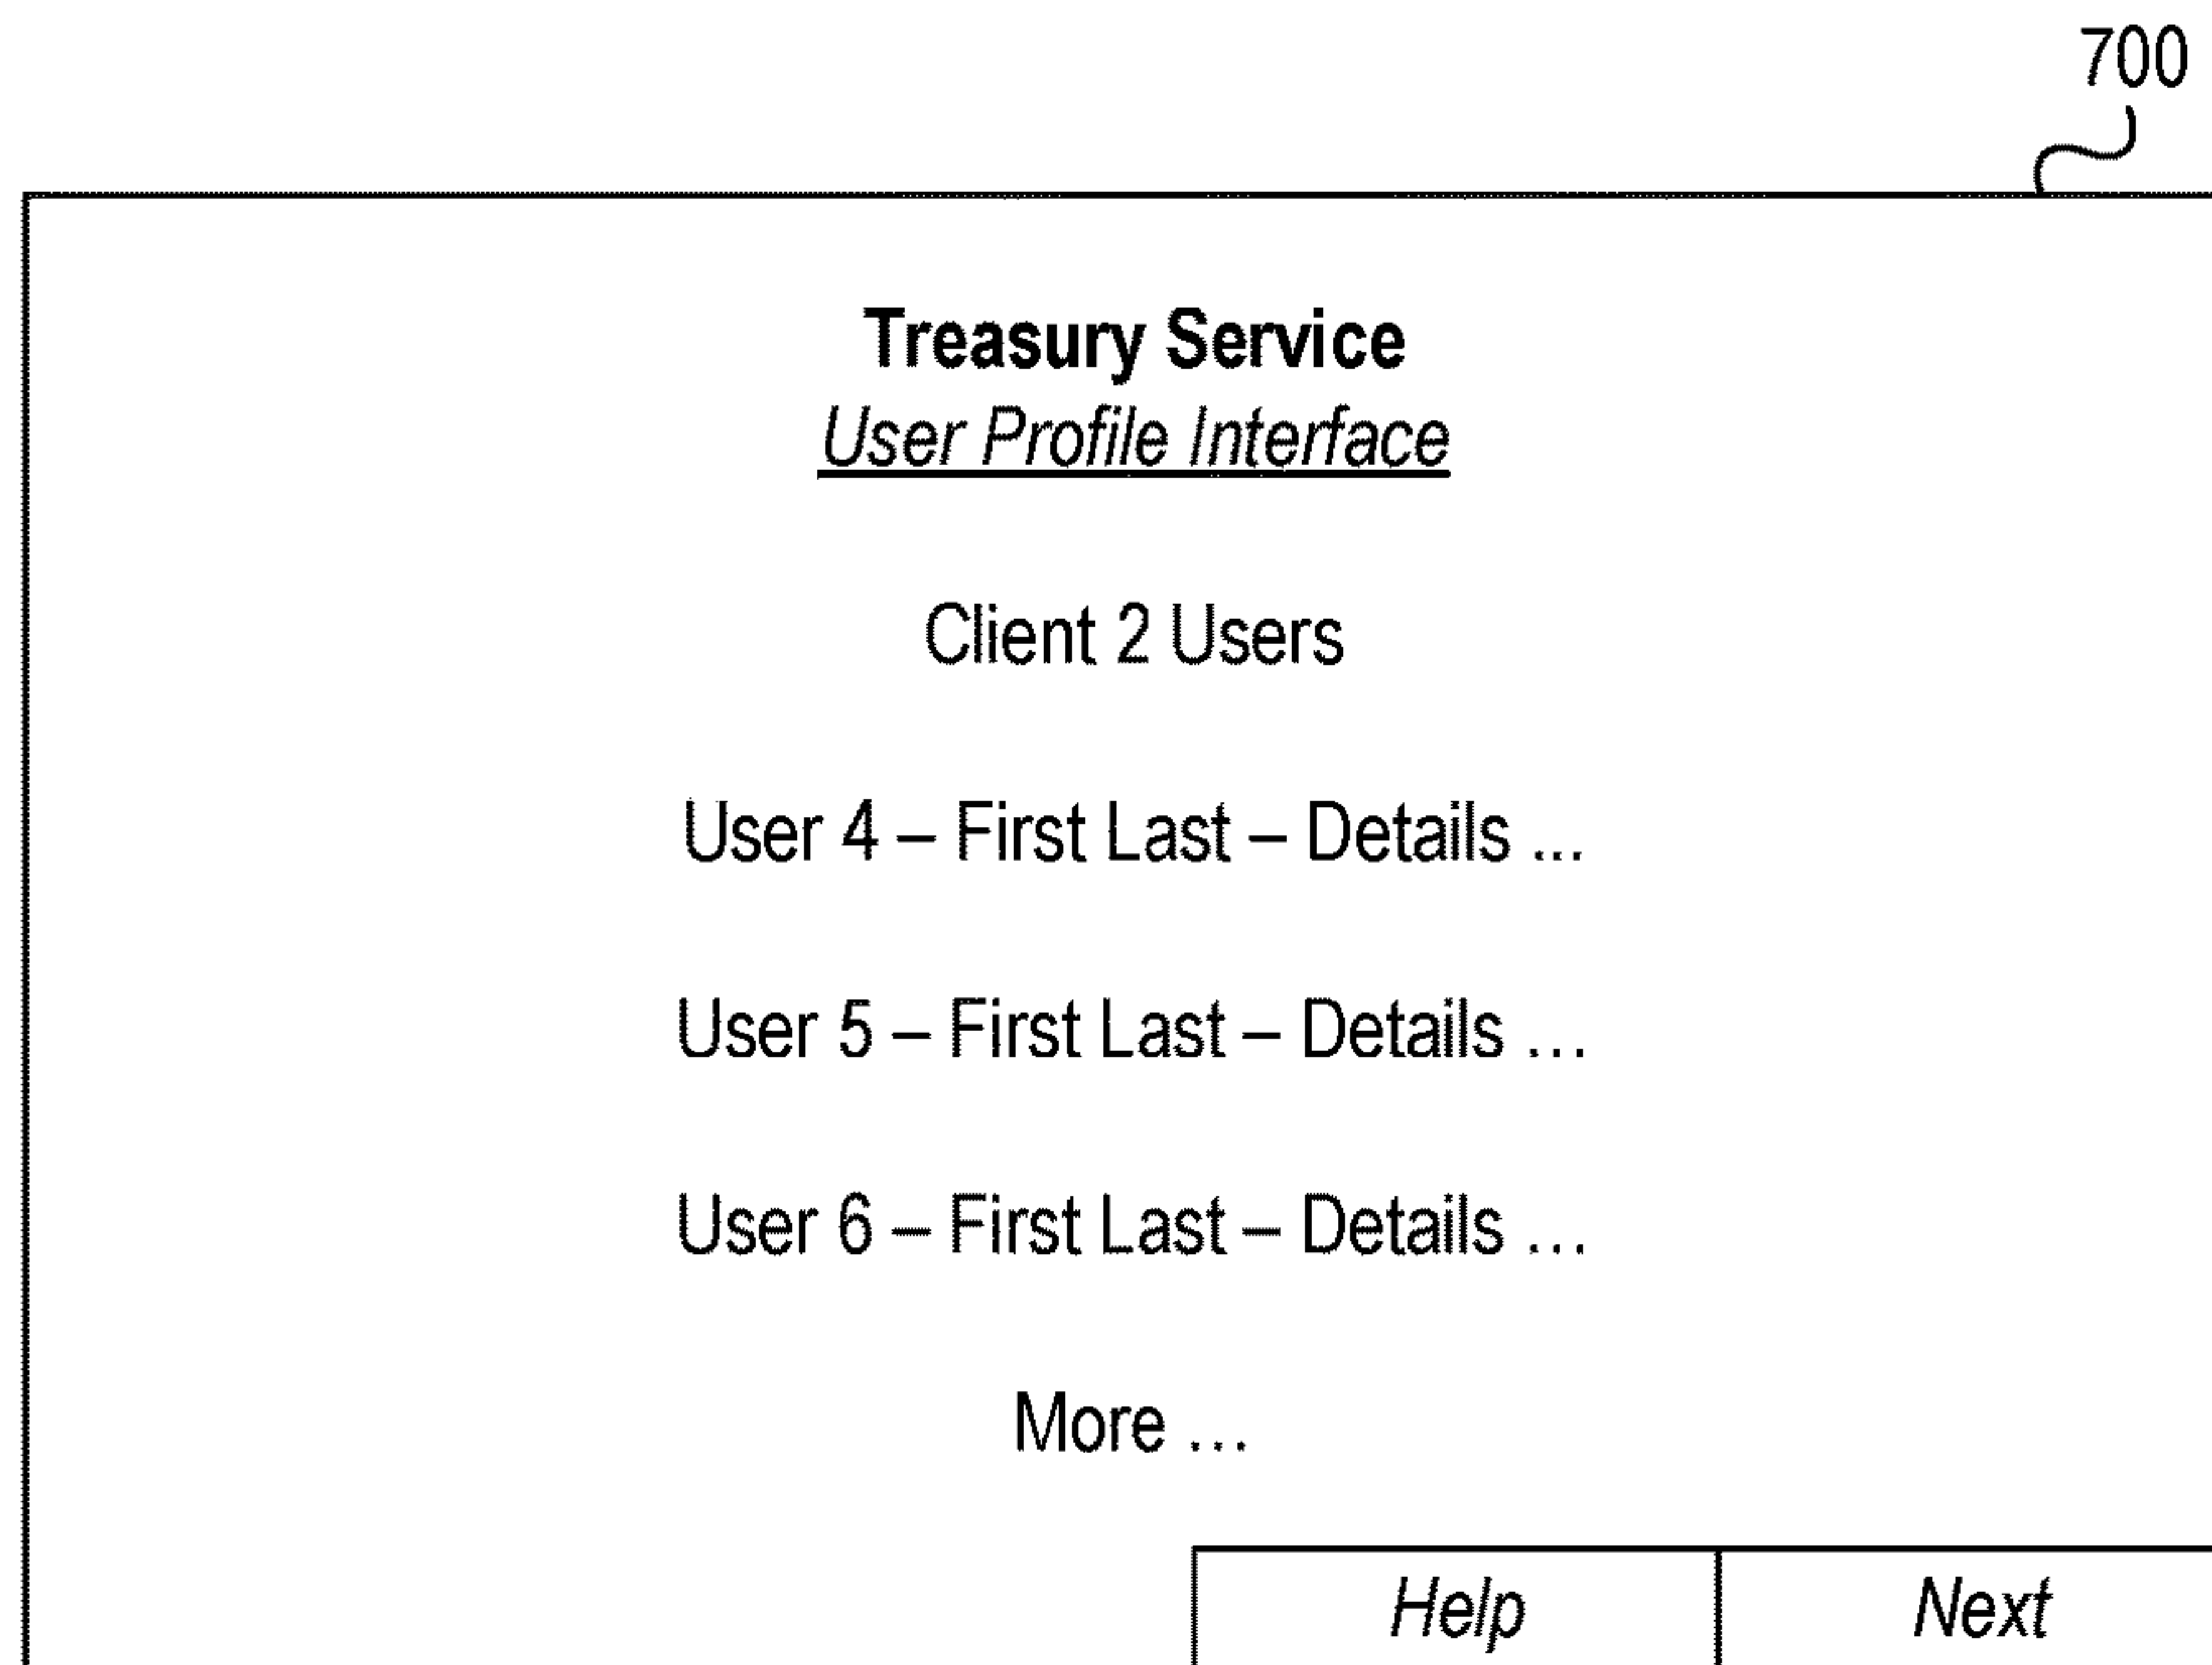 700
Treasury Service
User Profile Interface
Client 2 Users
User 4 – First Last – Details ...
User 5 – First Last – Details ...
User 6 – First Last – Details ...
More ...
Help Next